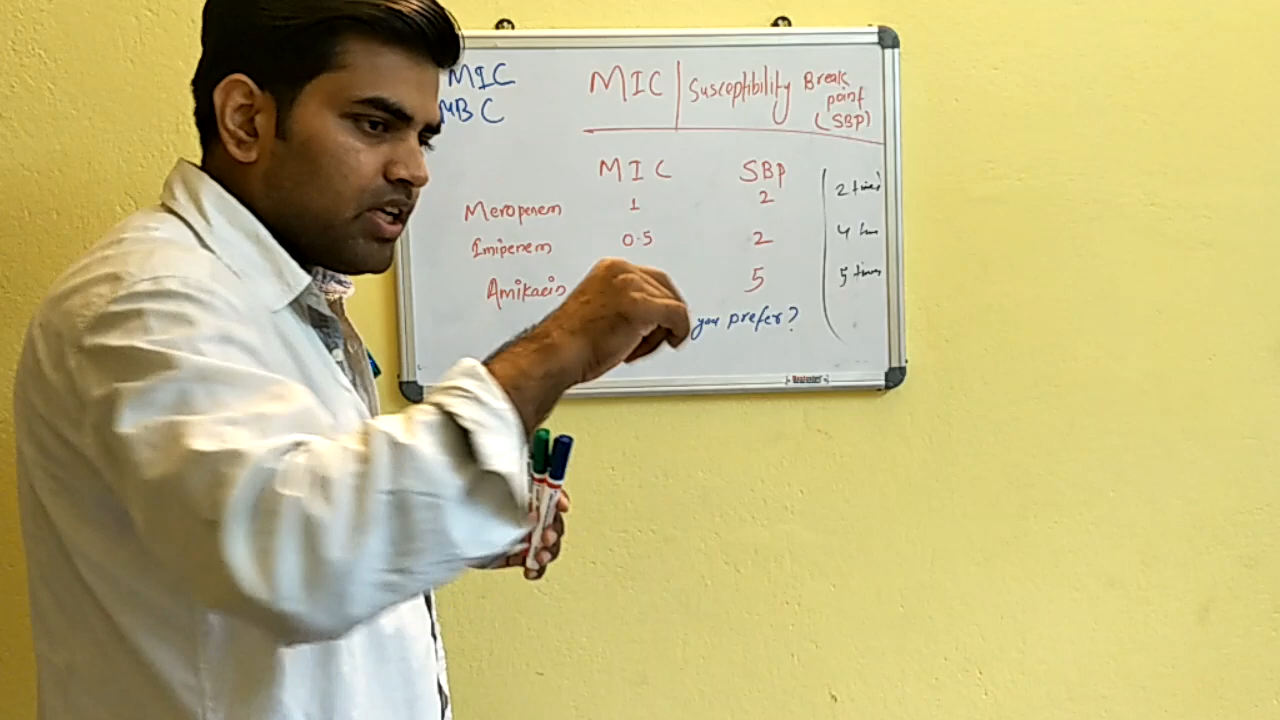 MIC
MBC
MIC | Susceptibility Break point (SBP)
MIC SBP
Meropenem 1 2 2 times
Imipenem 0.5 2 4
Amikacin 5 5 times
you prefer?